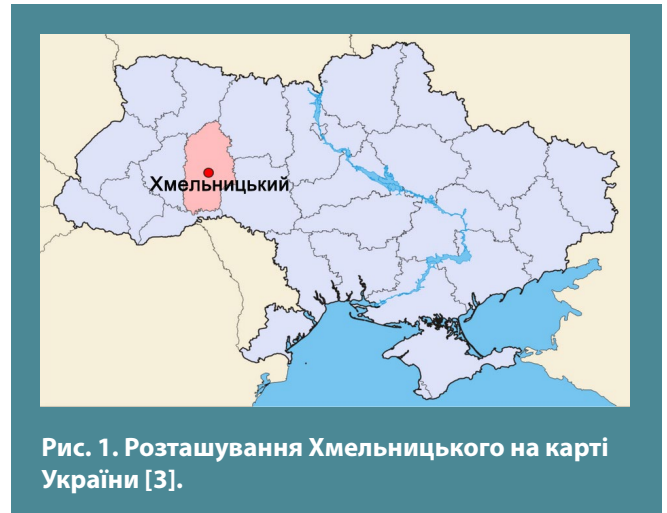 Хмельницький
Рис. 1. Розташування Хмельницького на карті
України [3].